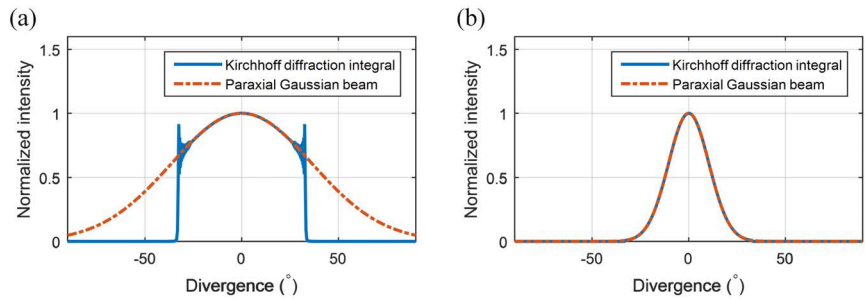 (a)
1.5
1
0.5
0
Normalized intensity
Kirchhoff diffraction integral
Paraxial Gaussian beam
-50
0
50
Divergence (°)
(b)
1.5
1
0.5
0
Normalized intensity
Kirchhoff diffraction integral
Paraxial Gaussian beam
-50
0
50
Divergence (°)